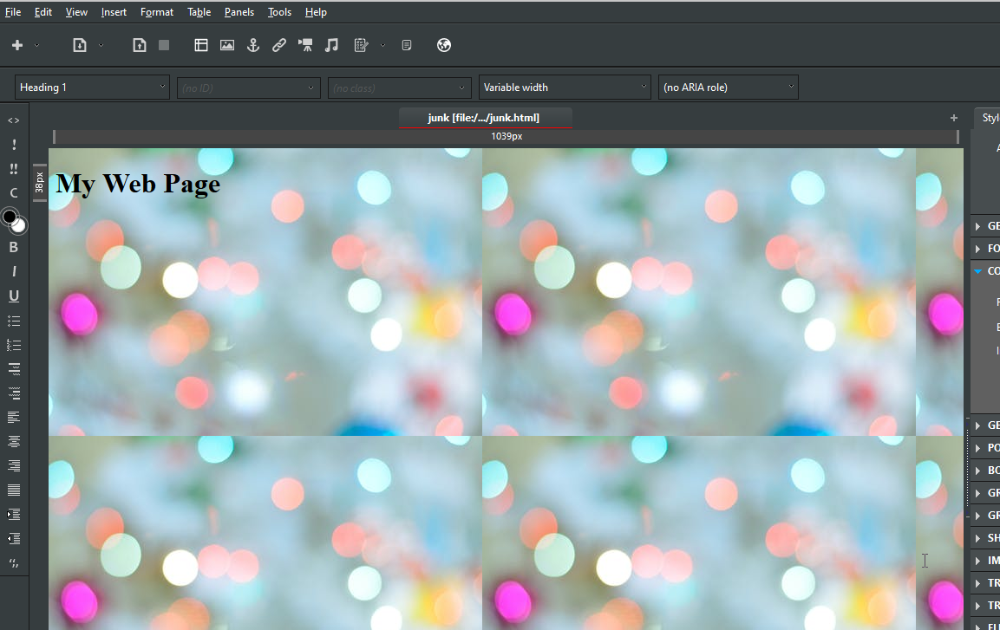 File Edit View Insert Format Table Panels Tools Help
Heading 1 (no ID) (no class) Variable width (no ARIA role)
junk [file:/.../junk.html]
Styl
1039px
38px
My Web Page
C
B
I
U
GE
FO
CO
GE
PO
BO
GR
GR
SH
IM
TR
TR